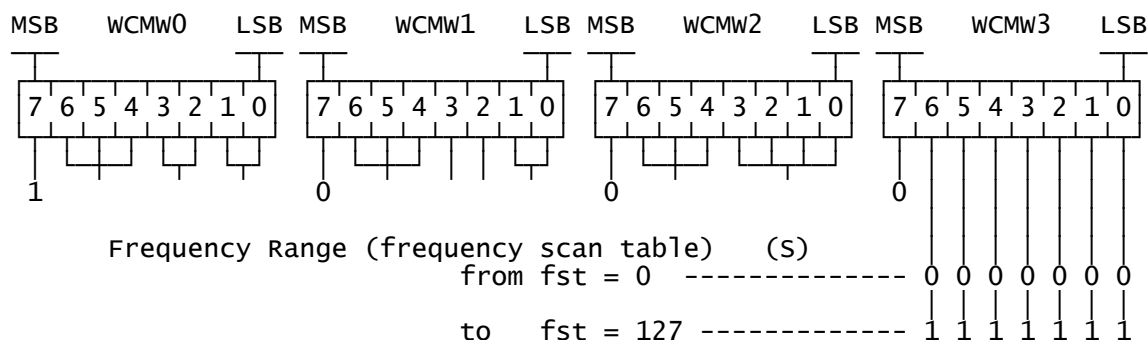 MSB WCMW0 LSB MSB WCMW1 LSB MSB WCMW2 LSB MSB WCMW3 LSB
7 6 5 4 3 2 1 0 7 6 5 4 3 2 1 0 7 6 5 4 3 2 1 0 7 6 5 4 3 2 1 0
1 0 0 0
Frequency Range (frequency scan table) (S)
from fst = 0 -------------- 0 0 0 0 0 0 0
to fst = 127 ------------- 1 1 1 1 1 1 1